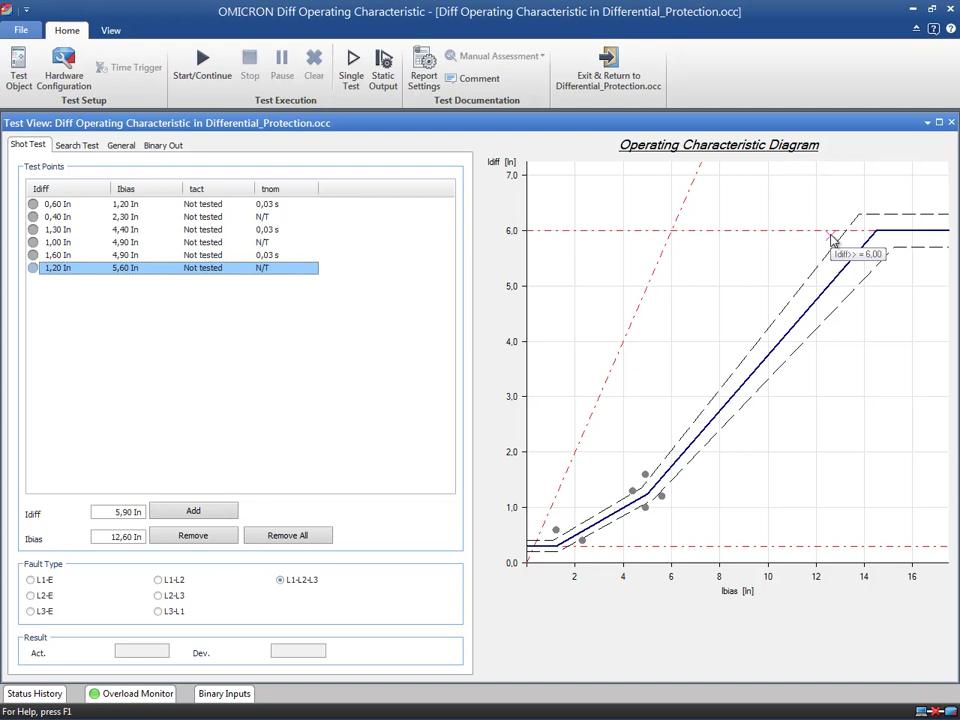 OMICRON Diff Operating Characteristic - [Diff Operating Characteristic in Differential_Protection.occ]
File Home View
Test Object
Hardware Configuration
Time Trigger
Test Setup
Start/Continue
Stop
Pause
Clear
Test Execution
Single Test
Static Output
Report Settings
Manual Assessment
Comment
Test Documentation
Exit & Return to Differential_Protection.occ
Test View: Diff Operating Characteristic in Differential_Protection.occ
Shot Test Search Test General Binary Out
Test Points
Idiff Ibias tact tnom
0,60 In 1,20 In Not tested 0,03 s
0,40 In 2,30 In Not tested N/T
1,30 In 4,40 In Not tested 0,03 s
1,00 In 4,90 In Not tested N/T
1,60 In 4,90 In Not tested 0,03 s
1,20 In 5,60 In Not tested N/T
Idiff 5,90 In Add
Ibias 12,60 In Remove Remove All
Fault Type
L1-E L1-L2 L1-L2-L3
L2-E L2-L3
L3-E L3-L1
Result
Act. Dev.
Operating Characteristic Diagram
Idiff [In]
7,0
6,0
Idiff>> = 6,00
5,0
4,0
3,0
2,0
1,0
0,0
2 4 6 8 10 12 14 16
Ibias [In]
Status History Overload Monitor Binary Inputs
For Help, press F1